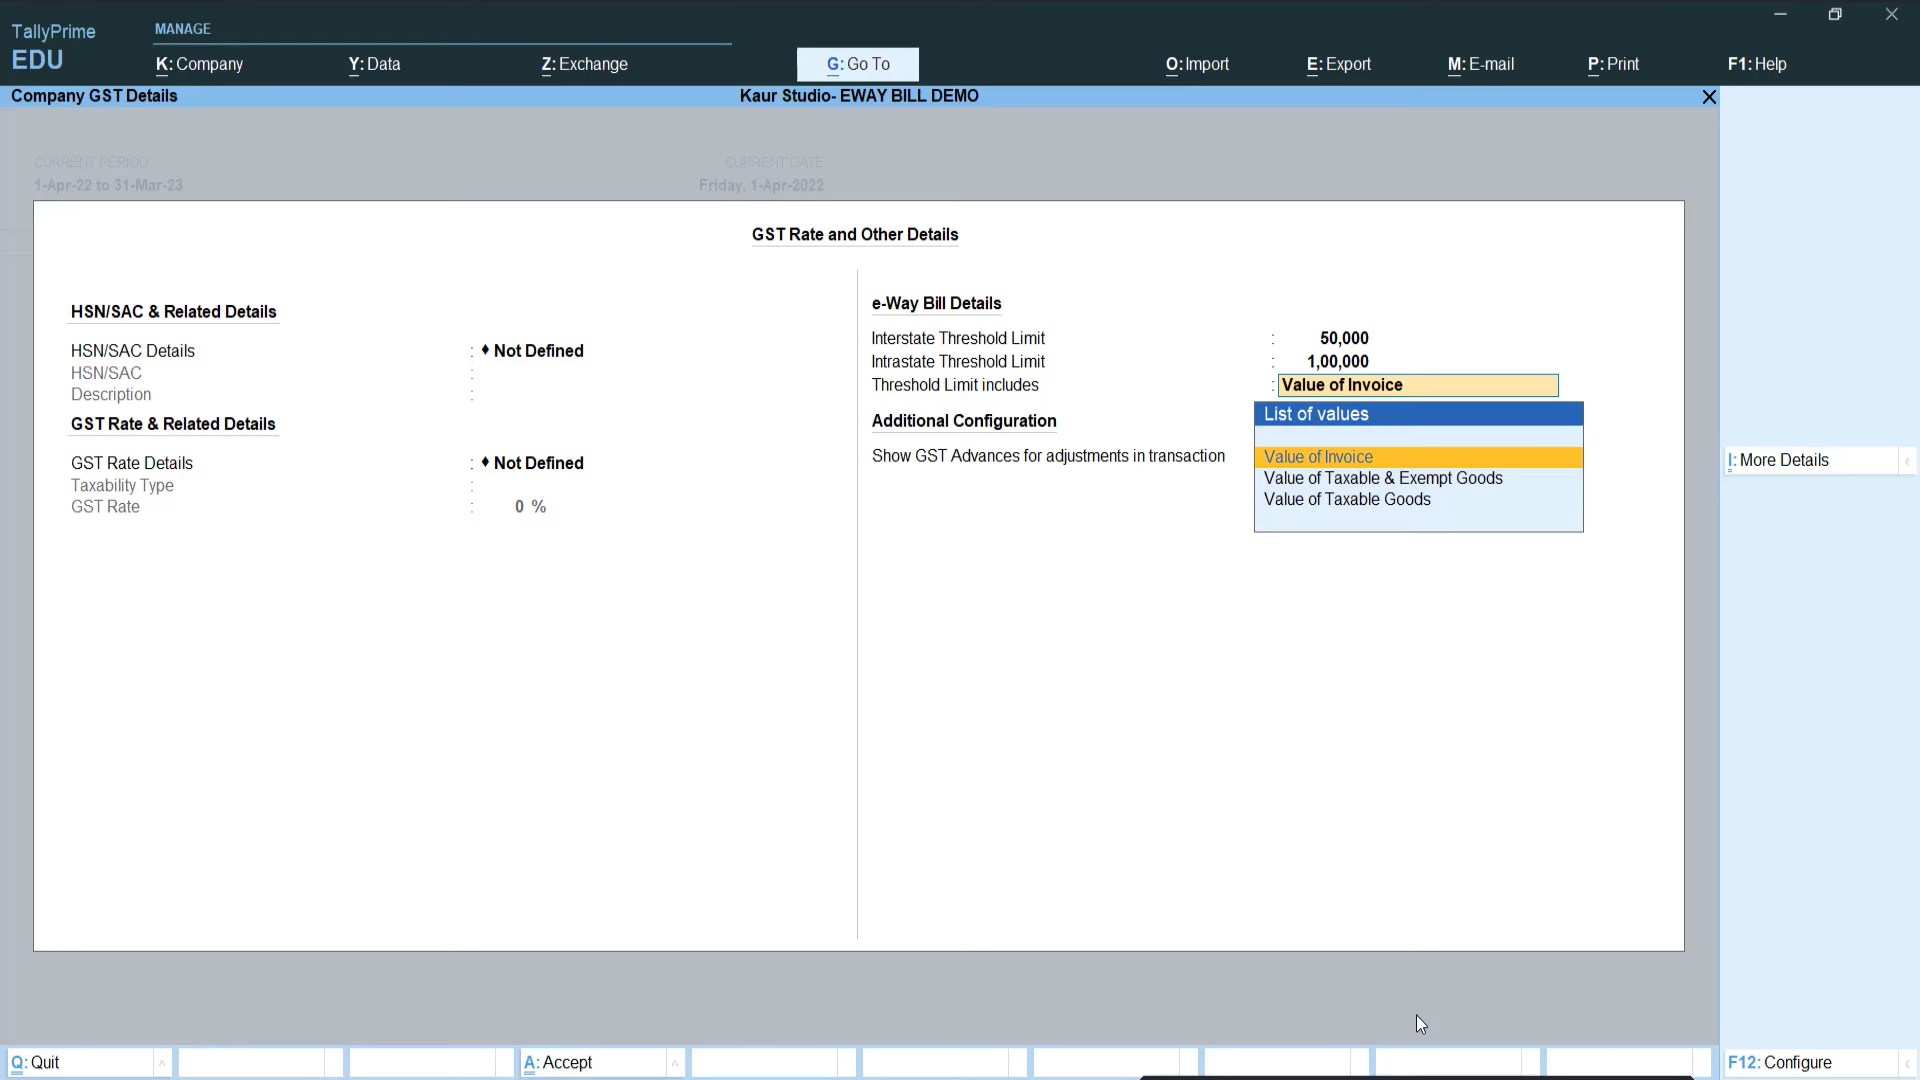 TallyPrime
EDU
MANAGE
K: Company
Y: Data
Z: Exchange
G: Go To
O: Import
E: Export
M: E-mail
P: Print
F1: Help
Company GST Details
Kaur Studio- EWAY BILL DEMO
CURRENT PERIOD
CURRENT DATE
1-Apr-22 to 31-Mar-23
Friday, 1-Apr-2022
GST Rate and Other Details
HSN/SAC & Related Details
HSN/SAC Details : ♦ Not Defined
HSN/SAC :
Description :
GST Rate & Related Details
GST Rate Details : ♦ Not Defined
Taxability Type :
GST Rate : 0 %
e-Way Bill Details
Interstate Threshold Limit : 50,000
Intrastate Threshold Limit : 1,00,000
Threshold Limit includes : Value of Invoice
Additional Configuration
Show GST Advances for adjustments in transaction
List of values
Value of Invoice
Value of Taxable & Exempt Goods
Value of Taxable Goods
I: More Details
Q: Quit
A: Accept
F12: Configure